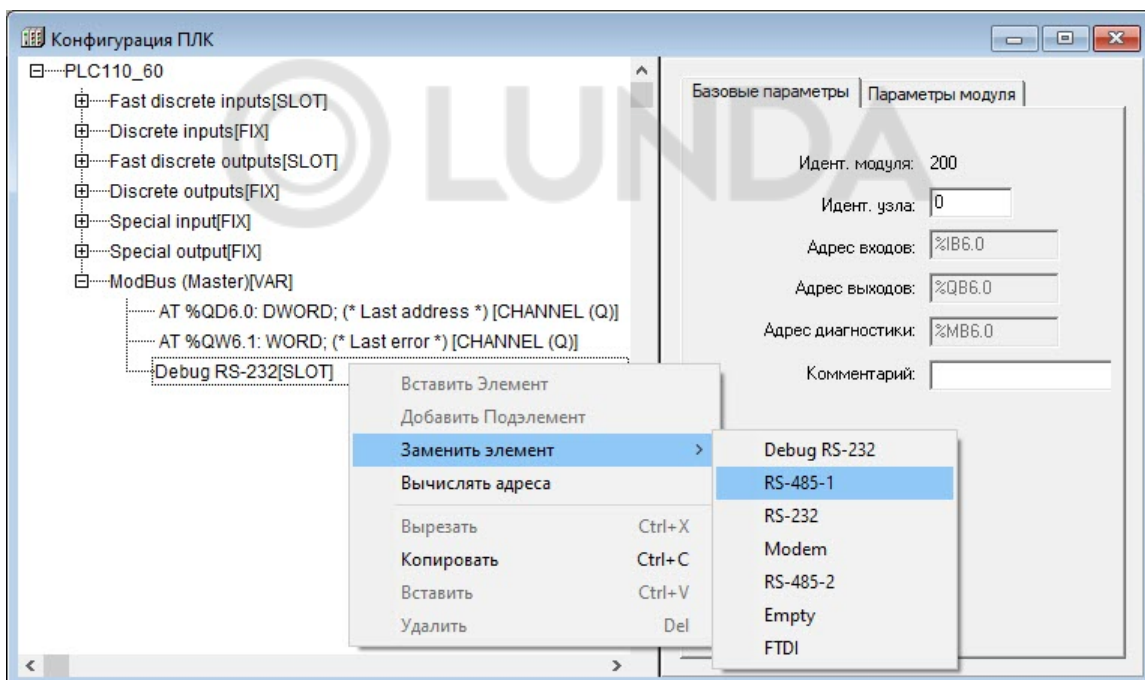 Конфигурация ПЛК
PLC110_60
Fast discrete inputs[SLOT]
Discrete inputs[FIX]
Fast discrete outputs[SLOT]
Discrete outputs[FIX]
Special input[FIX]
Special output[FIX]
ModBus (Master)[VAR]
AT %QD6.0: DWORD; (* Last address *) [CHANNEL (Q)]
AT %QW6.1: WORD; (* Last error *) [CHANNEL (Q)]
Debug RS-232[SLOT]
LUNDA
Базовые параметры Параметры модуля
Идент. модуля: 200
Идент. узла: 0
Адрес входов: %IB6.0
Адрес выходов: %QB6.0
Адрес диагностики: %MB6.0
Комментарий:
Вставить Элемент
Добавить Подэлемент
Заменить элемент >
Вычислять адреса
Вырезать Ctrl+X
Копировать Ctrl+C
Вставить Ctrl+V
Удалить Del
Debug RS-232
RS-485-1
RS-232
Modem
RS-485-2
Empty
FTDI